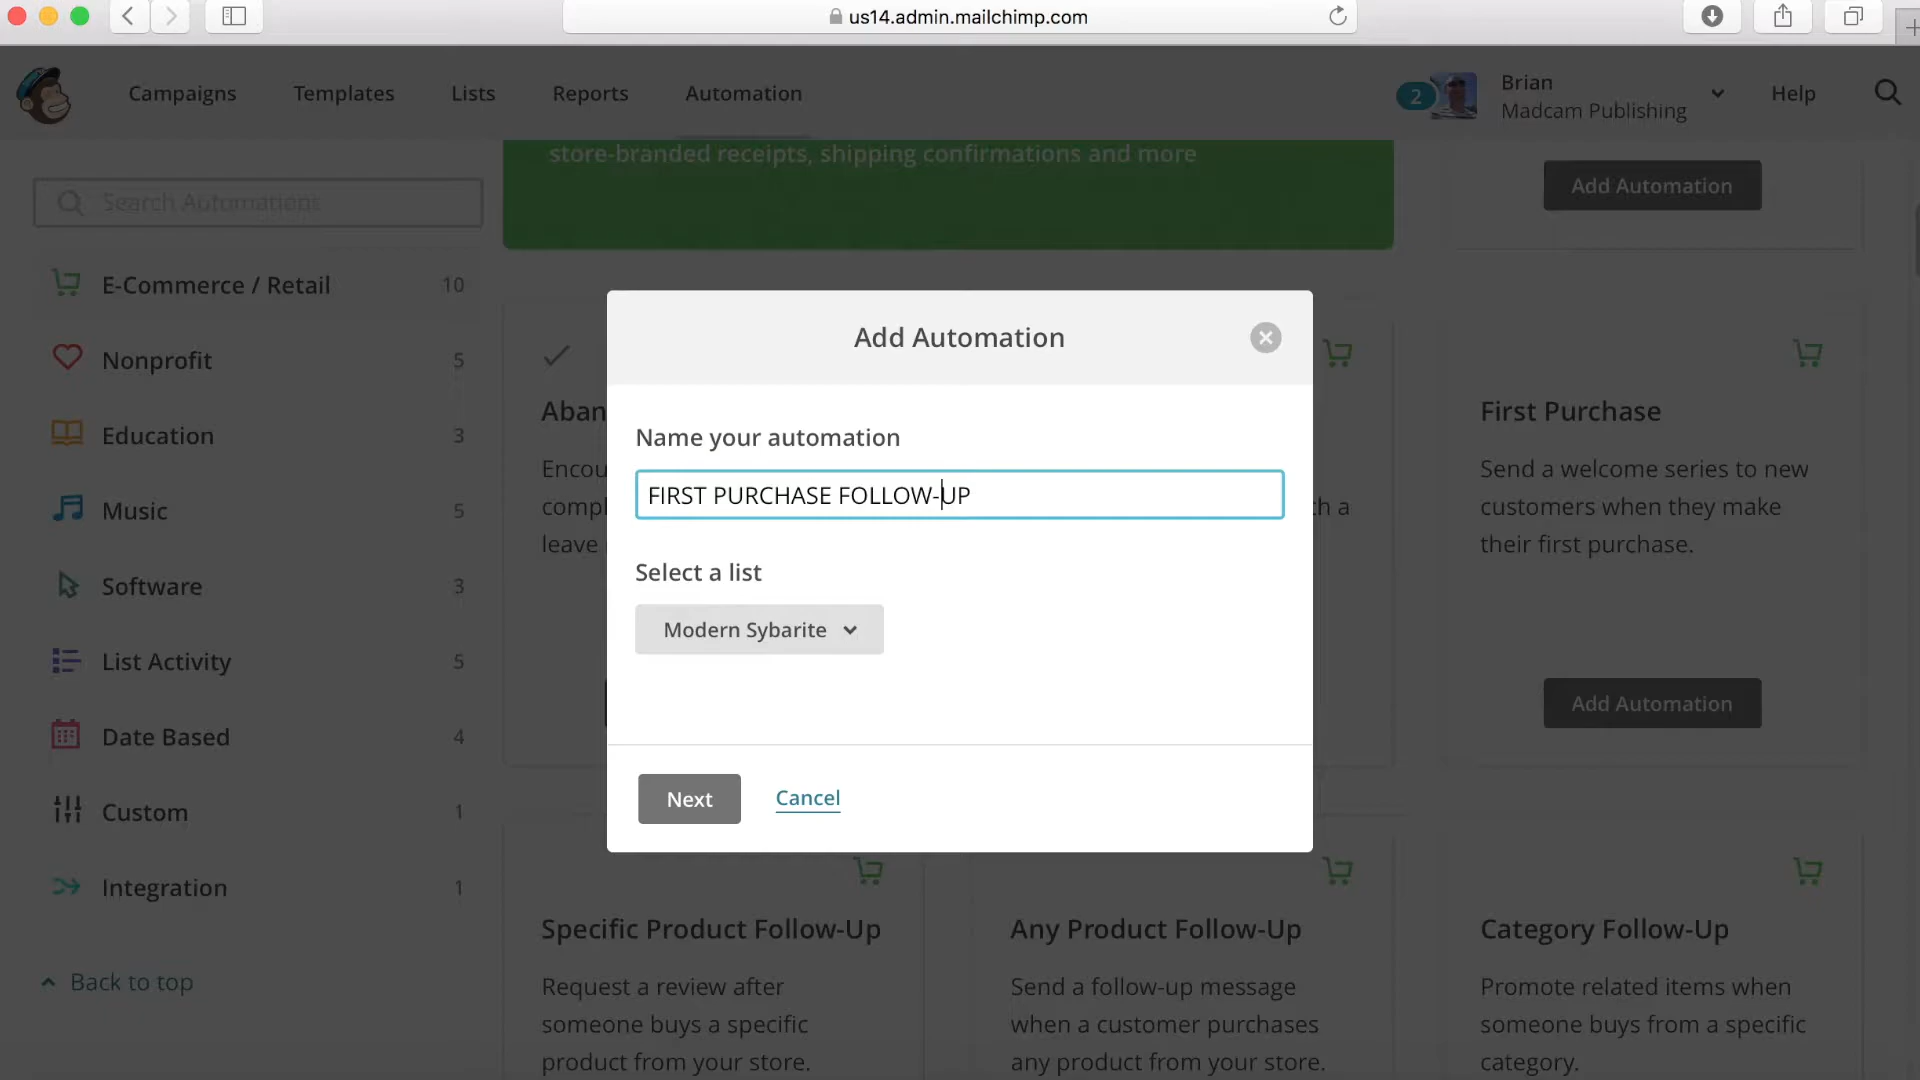 us14.admin.mailchimp.com
Campaigns
Templates
Lists
Reports
Automation
2
Brian
Madcam Publishing
Help
store-branded receipts, shipping confirmations and more
Add Automation
Search Automations
E-Commerce / Retail 10
Nonprofit 5
Education 3
Music 5
Software 3
List Activity 5
Date Based 4
Custom 1
Integration 1
Back to top
Add Automation
Name your automation
FIRST PURCHASE FOLLOW-UP
Select a list
Modern Sybarite
Next
Cancel
First Purchase
Send a welcome series to new
customers when they make
their first purchase.
Add Automation
Specific Product Follow-Up
Request a review after
someone buys a specific
product from your store.
Any Product Follow-Up
Send a follow-up message
when a customer purchases
any product from your store.
Category Follow-Up
Promote related items when
someone buys from a specific
category.